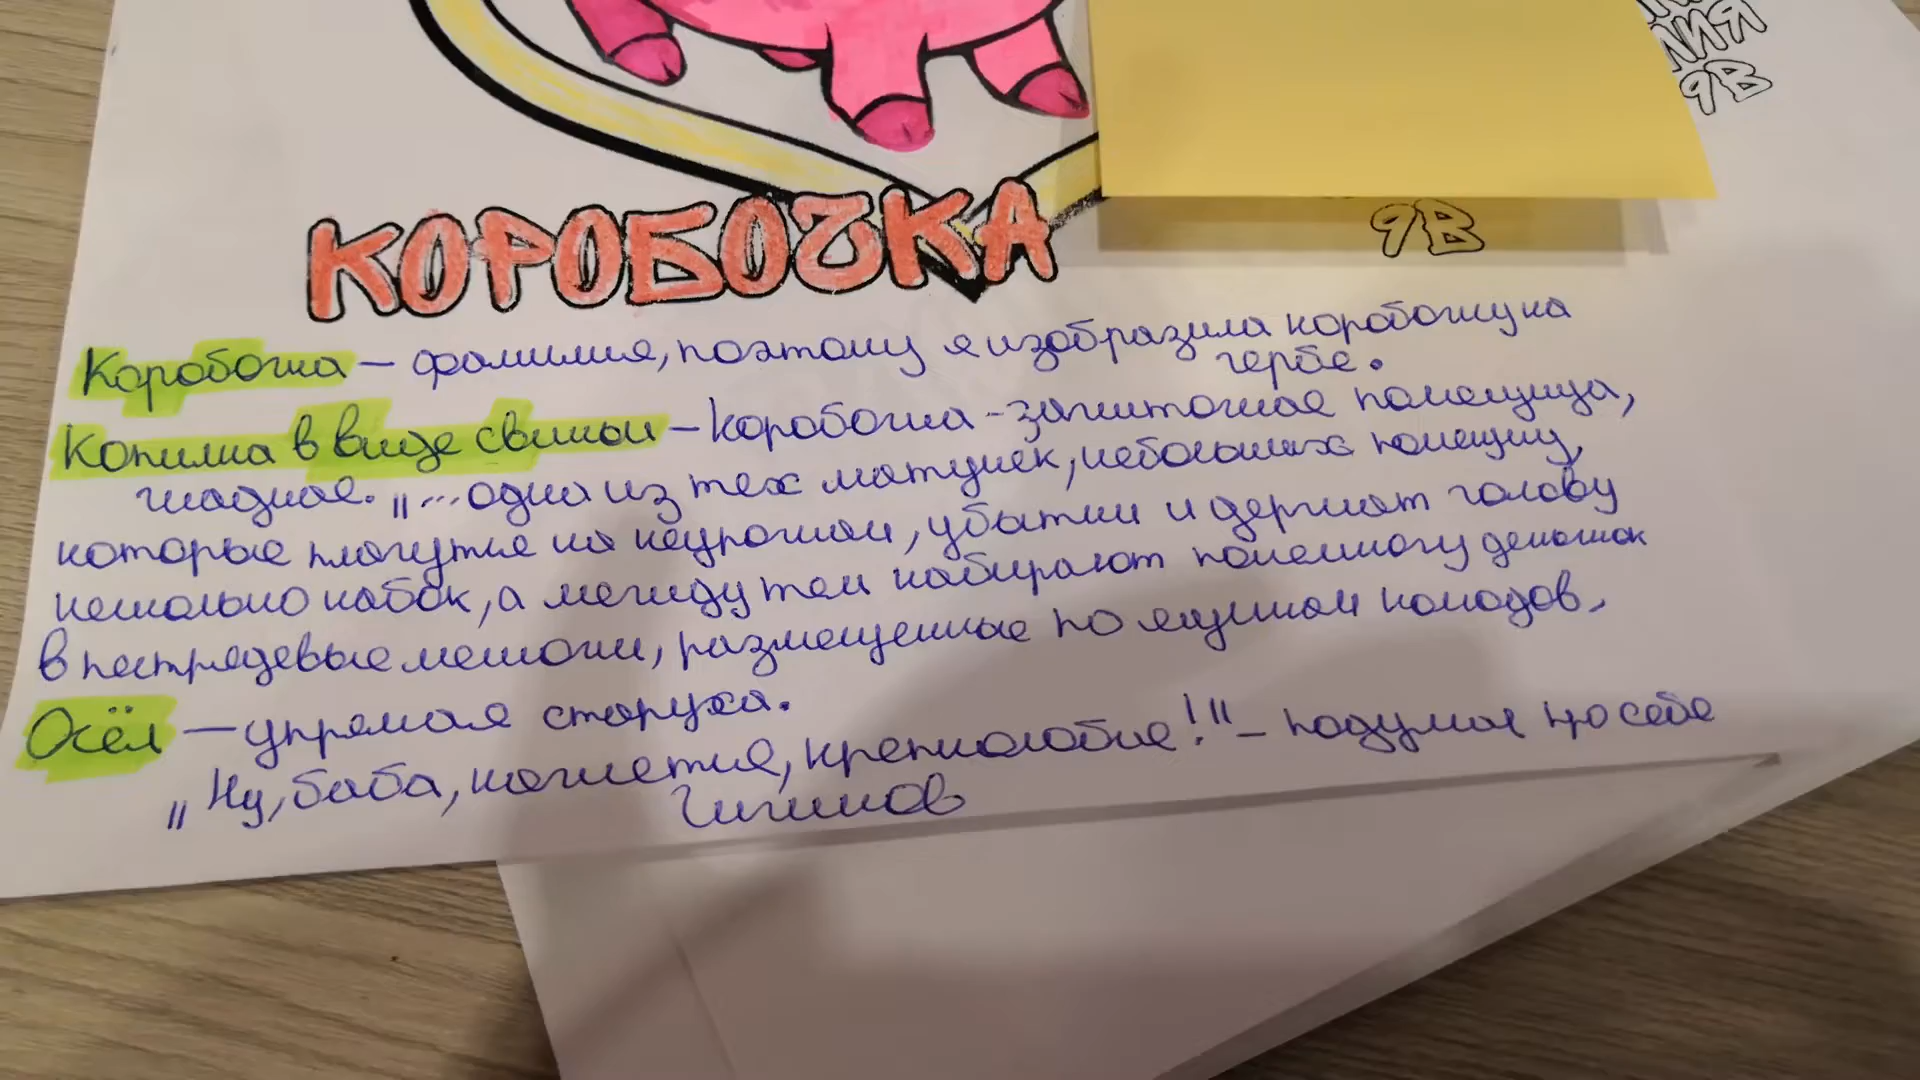 ЛИЯ
9В
9В
КОРОБОЧКА
Коробочка – фамилия, поэтому я изобразила коробочку на
гербе.
Копилка в виде свиньи – Коробочка - зажиточная помещица,
жадная. „...одна из тех матушек, небольших помещиц,
которые плачутся на неурожаи, убытки и держат голову
несколько набок, а между тем набирают понемногу деньжонок
в пестрядевые мешочки, размещенные по ящикам комодов.
Осёл – упрямая старуха.
„Ну, баба, кажется, крепколобая!" – подумал про себя
Чичиков